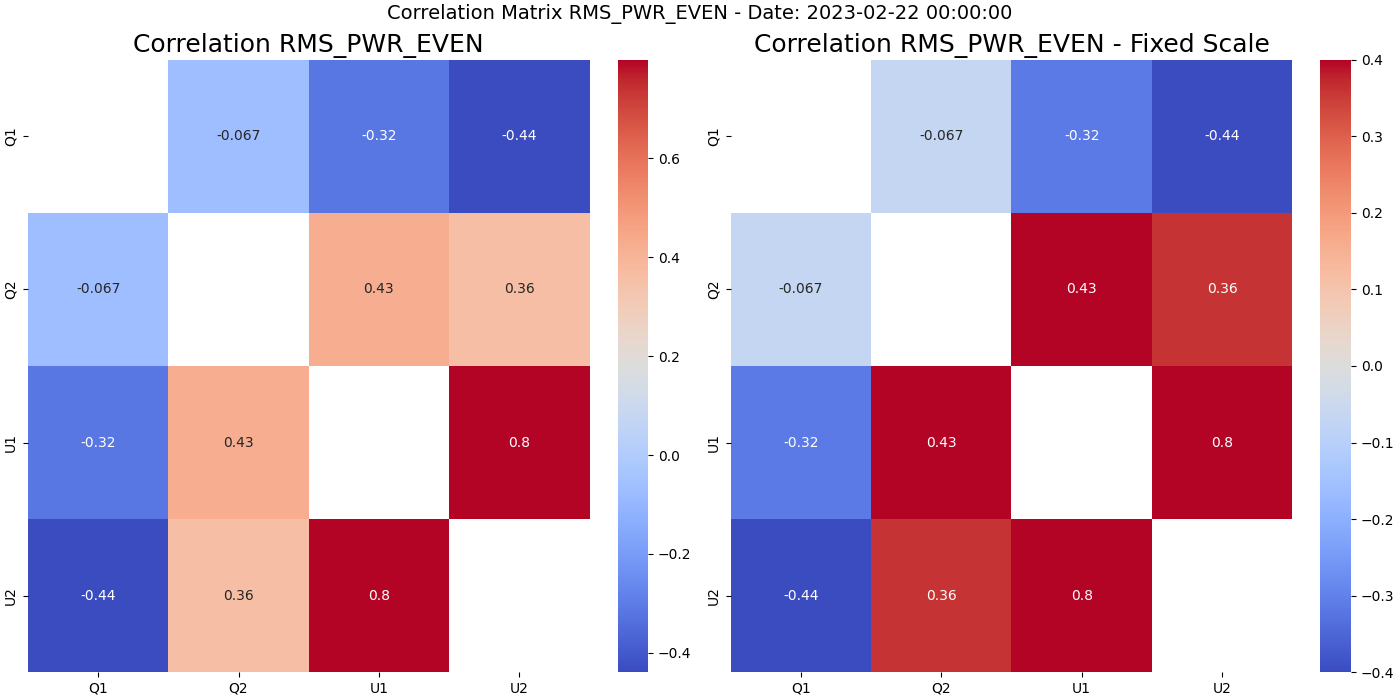 Correlation Matrix RMS_PWR_EVEN - Date: 2023-02-22 00:00:00
Correlation RMS_PWR_EVEN
Q1
-0.067
-0.32
-0.44
Q2
-0.067
0.43
0.36
U1
-0.32
0.43
0.8
U2
-0.44
0.36
0.8
Q1
Q2
U1
U2
0.6
0.4
0.2
0.0
−0.2
−0.4
Correlation RMS_PWR_EVEN - Fixed Scale
Q1
-0.067
-0.32
-0.44
Q2
-0.067
0.43
0.36
U1
-0.32
0.43
0.8
U2
-0.44
0.36
0.8
Q1
Q2
U1
U2
0.4
0.3
0.2
0.1
0.0
−0.1
−0.2
−0.3
−0.4